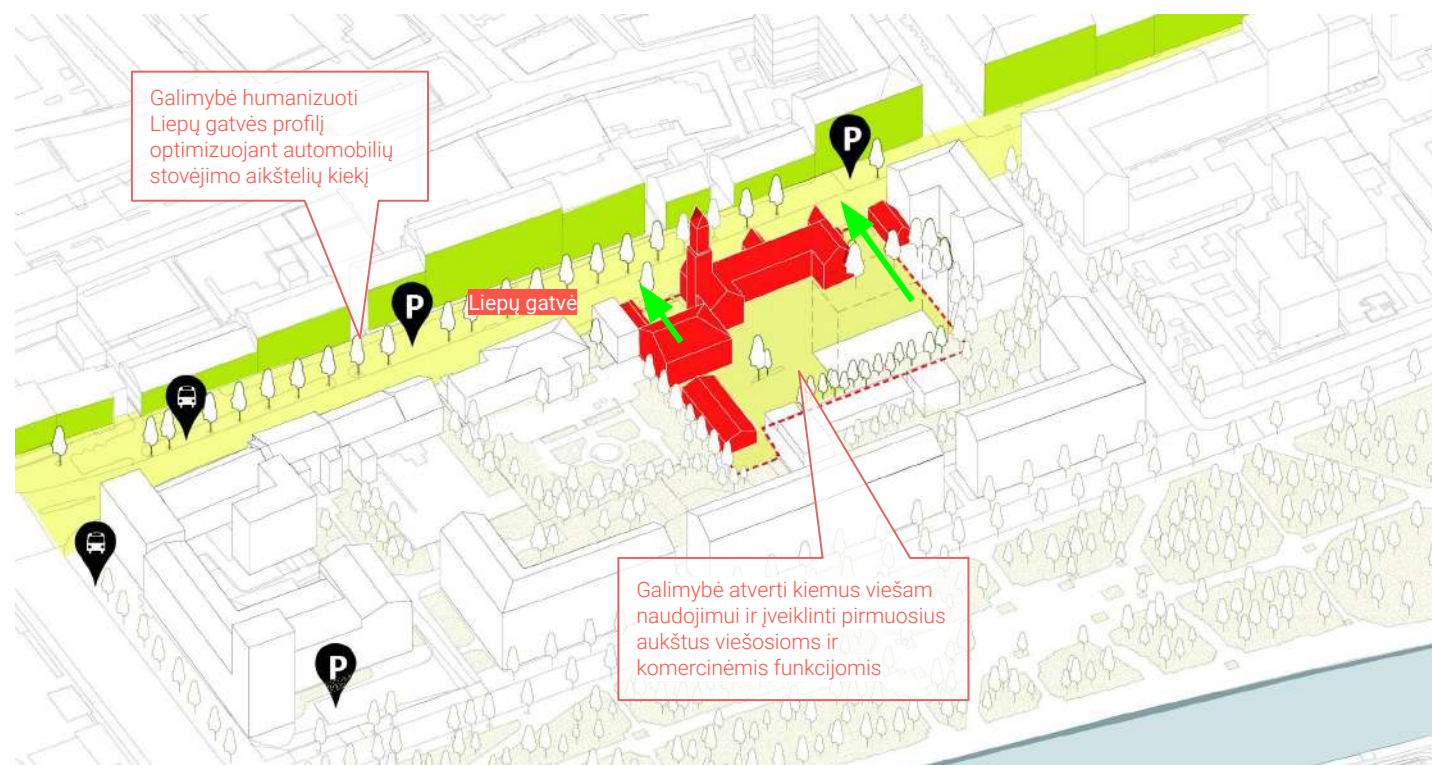 Galimybė humanizuoti
Liepų gatvės profilį
optimizuojant automobilių
stovėjimo aikštelių kiekį
P
P
Liepų gatvė
Galimybė atverti kiemus viešam
naudojimui ir įveiklinti pirmuosius
aukštus viešosioms ir
komercinėmis funkcijomis
P